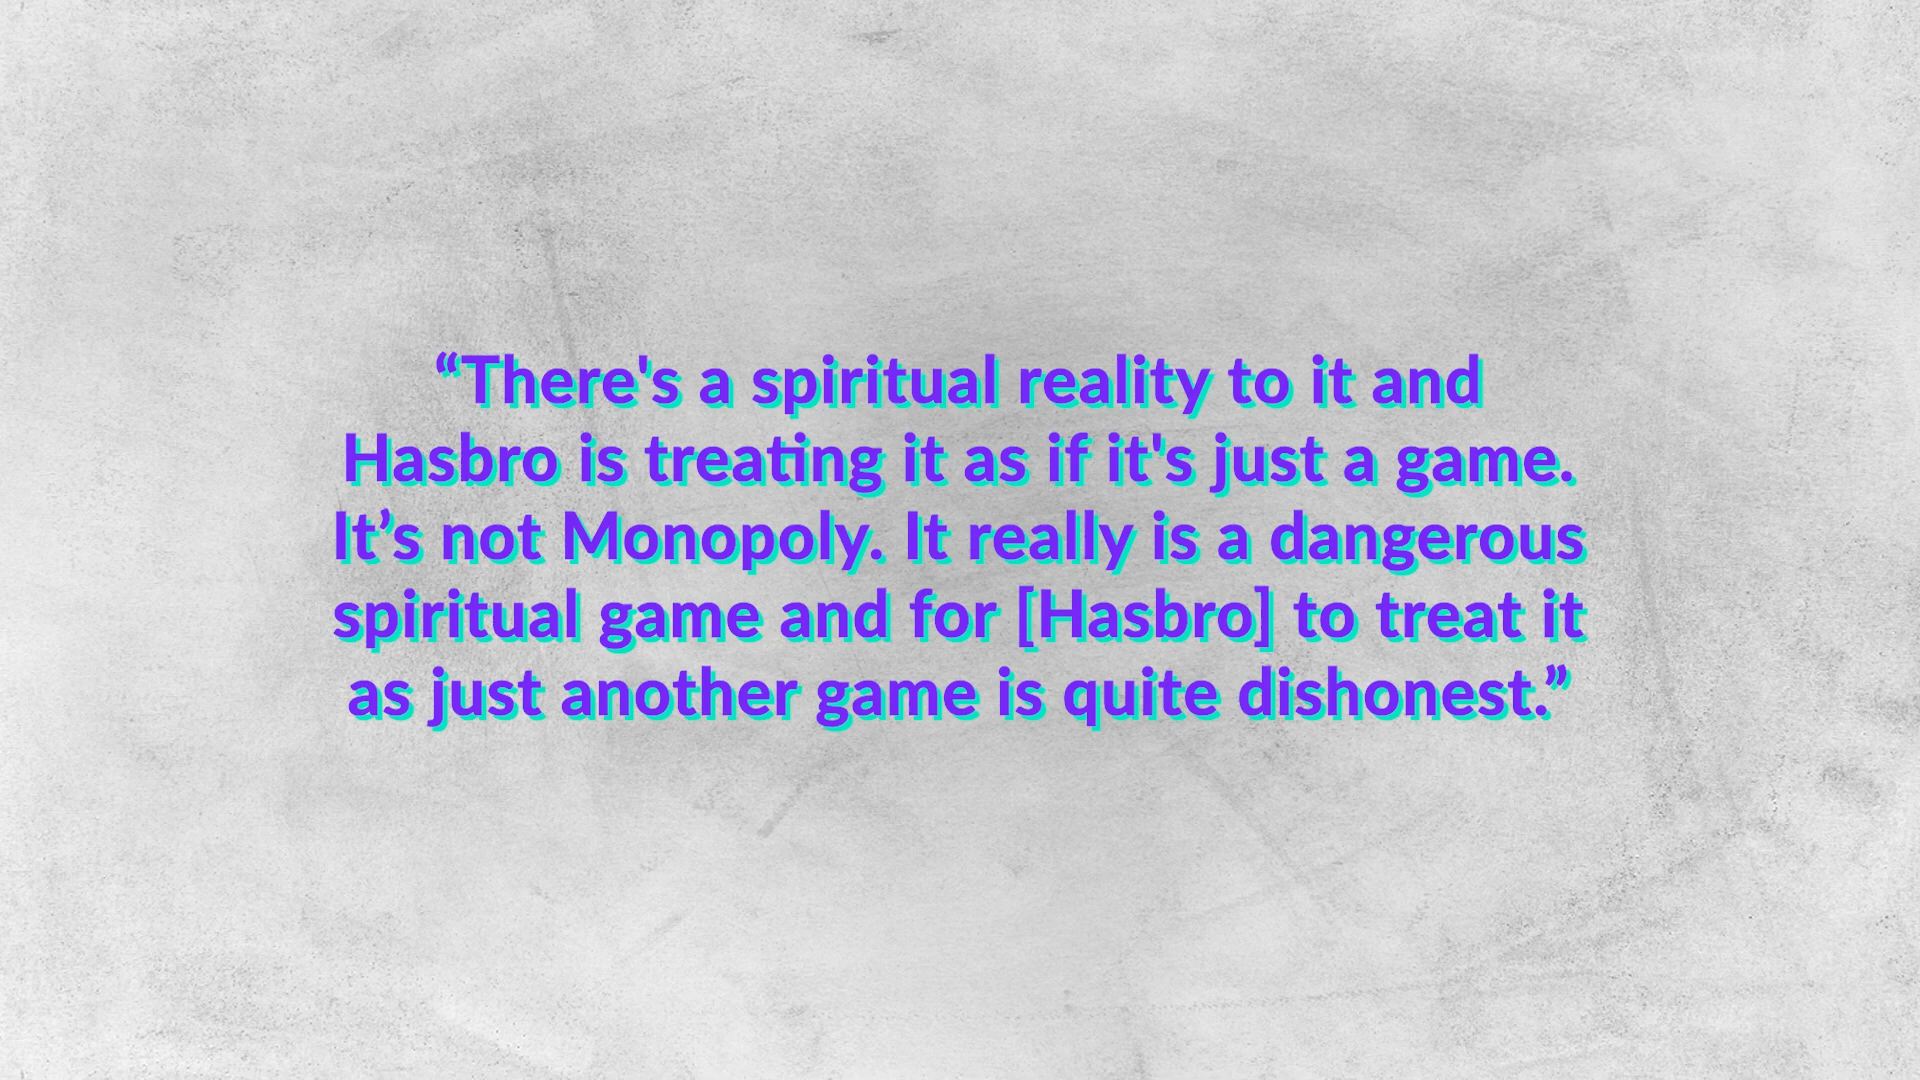 “There's a spiritual reality to it and
Hasbro is treating it as if it's just a game.
It’s not Monopoly. It really is a dangerous
spiritual game and for [Hasbro] to treat it
as just another game is quite dishonest.”